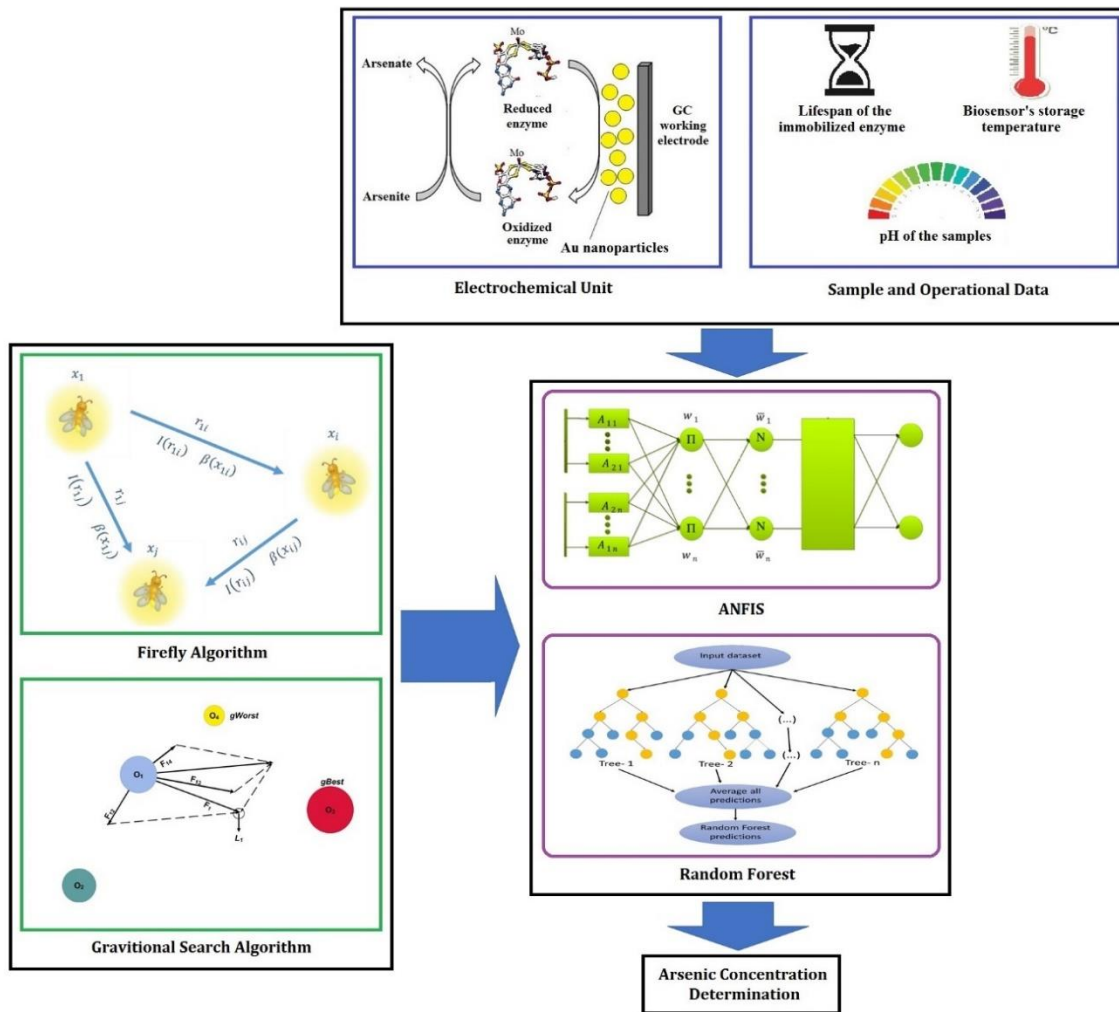 Arsenate
Arsenite
Mo
Reduced
enzyme
Mo
Oxidized
enzyme
GC
working
electrode
Au nanoparticles
Electrochemical Unit
°C
Lifespan of the
immobilized enzyme
Biosensor's storage
temperature
pH of the samples
Sample and Operational Data
x₁
xᵢ
xⱼ
r₁ᵢ
I(r₁ᵢ) β(x₁ᵢ)
r₁ⱼ
I(r₁ⱼ) β(x₁ⱼ)
rᵢⱼ
I(rᵢⱼ) β(xᵢⱼ)
Firefly Algorithm
O₄ gWorst
O₁
F₁₄
F₁₃
F₁
F₁₂
L₁
gBest
O₃
O₂
Gravitional Search Algorithm
A₁₁
A₂₁
A₂ₙ
A₁ₙ
w₁
w̅₁
Π
N
Π
N
wₙ
w̅ₙ
ANFIS
Input dataset
(...)
(...)
Tree- 1
Tree- 2
Tree- n
Average all
predictions
Random Forest
predictions
Random Forest
Arsenic Concentration
Determination